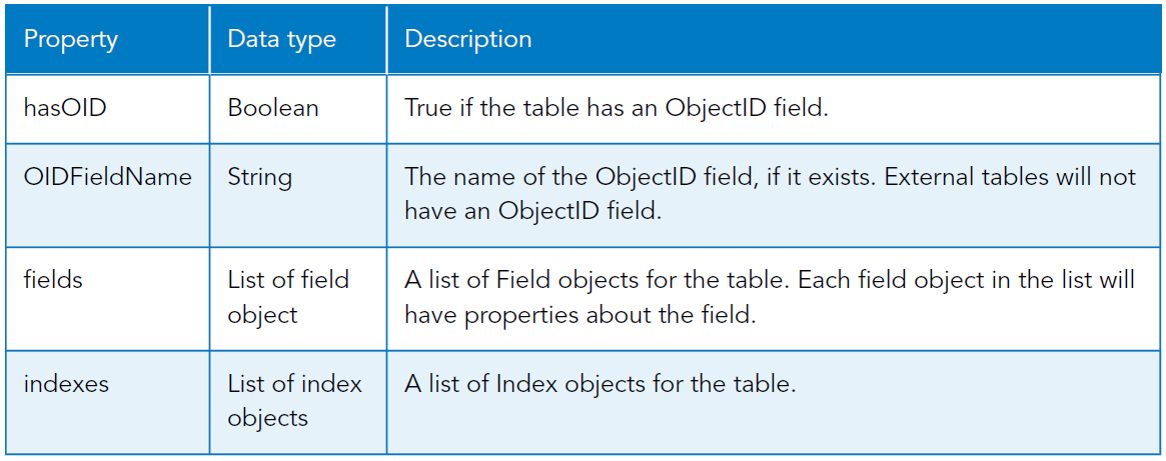 Property Data type Description
hasOID Boolean True if the table has an ObjectID field.
OIDFieldName String The name of the ObjectID field, if it exists. External tables will not
have an ObjectID field.
fields List of field A list of Field objects for the table. Each field object in the list will
object have properties about the field.
indexes List of index A list of Index objects for the table.
objects